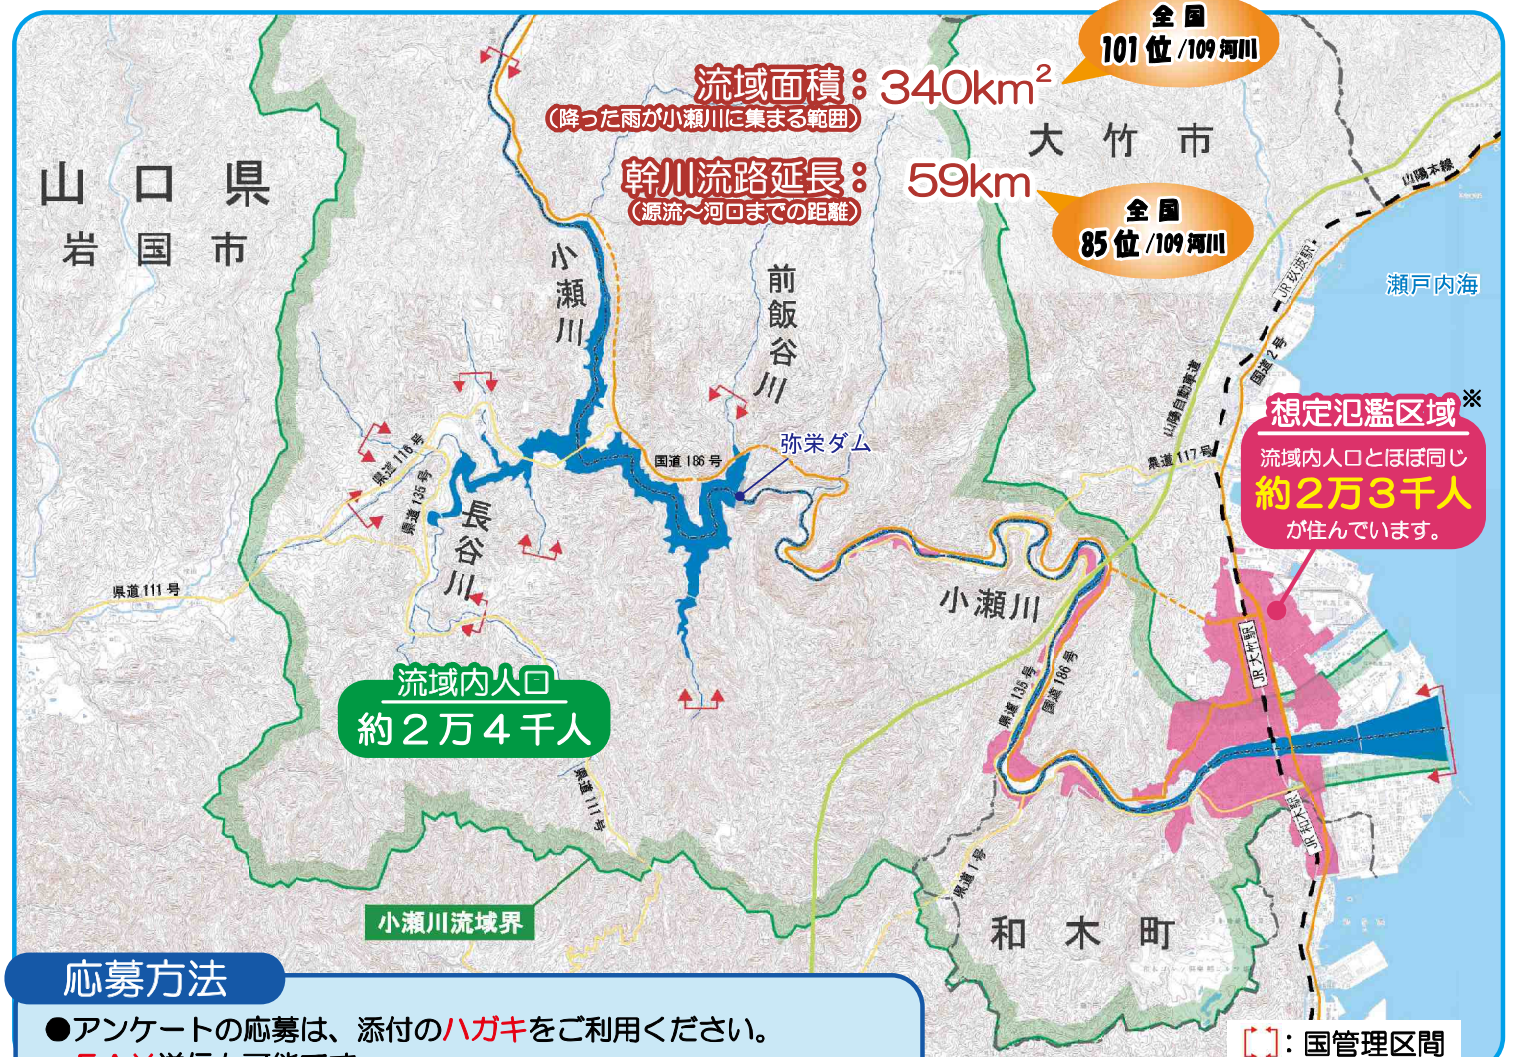 全国
101位/109河川
流域面積：340km²
（降った雨が小瀬川に集まる範囲）
大竹市
山陽本線
山口県
岩国市
幹川流路延長：59km
（源流～河口までの距離）
全国
85位/109河川
小瀬川
前飯谷川
JR玖波駅
瀬戸内海
国道2号
山陽自動車道
想定氾濫区域※
流域内人口とほぼ同じ
約2万3千人
が住んでいます。
弥栄ダム
国道186号
県道117号
県道116号
県道135号
長谷川
県道111号
小瀬川
JR大竹駅
県道135号
国道186号
流域内人口
約2万4千人
県道111号
JR和木駅
県道1号
小瀬川流域界
和木町
応募方法
●アンケートの応募は、添付のハガキをご利用ください。
FAX送信も可能です
：国管理区間